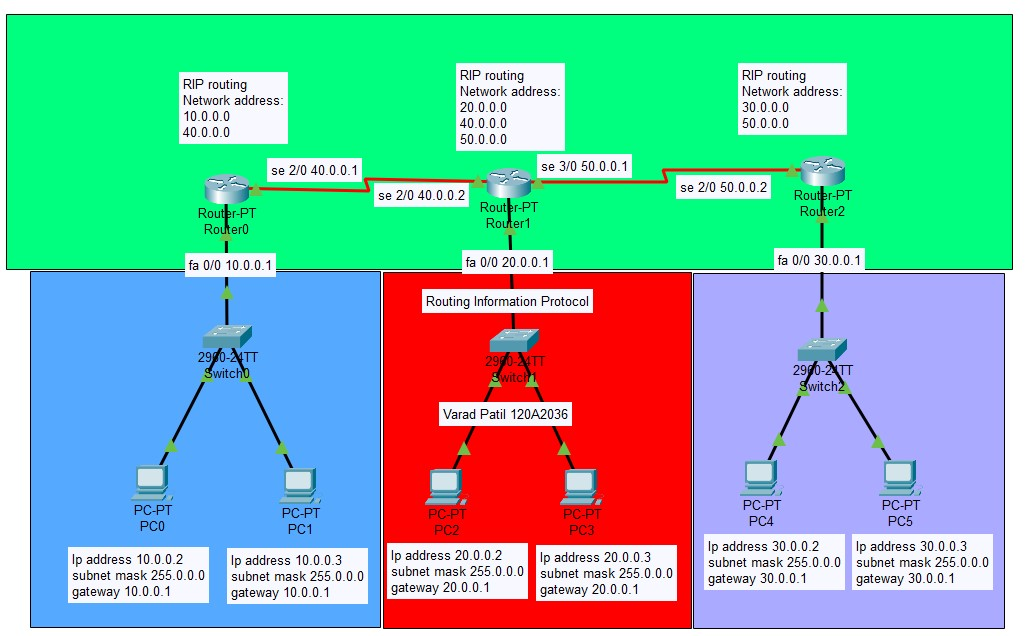 RIP routing
Network address:
10.0.0.0
40.0.0.0
RIP routing
Network address:
20.0.0.0
40.0.0.0
50.0.0.0
RIP routing
Network address:
30.0.0.0
50.0.0.0
se 2/0 40.0.0.1
se 2/0 40.0.0.2
se 3/0 50.0.0.1
se 2/0 50.0.0.2
Router-PT
Router0
Router-PT
Router1
Router-PT
Router2
fa 0/0 10.0.0.1
fa 0/0 20.0.0.1
fa 0/0 30.0.0.1
Routing Information Protocol
2960-24TT
Switch0
2960-24TT
Switch1
2960-24TT
Switch2
Varad Patil 120A2036
PC-PT
PC0
PC-PT
PC1
PC-PT
PC2
PC-PT
PC3
PC-PT
PC4
PC-PT
PC5
Ip address 10.0.0.2
subnet mask 255.0.0.0
gateway 10.0.0.1
Ip address 10.0.0.3
subnet mask 255.0.0.0
gateway 10.0.0.1
Ip address 20.0.0.2
subnet mask 255.0.0.0
gateway 20.0.0.1
Ip address 20.0.0.3
subnet mask 255.0.0.0
gateway 20.0.0.1
Ip address 30.0.0.2
subnet mask 255.0.0.0
gateway 30.0.0.1
Ip address 30.0.0.3
subnet mask 255.0.0.0
gateway 30.0.0.1